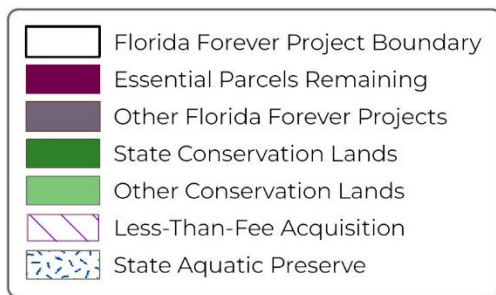 Florida Forever Project Boundary
Essential Parcels Remaining
Other Florida Forever Projects
State Conservation Lands
Other Conservation Lands
Less-Than-Fee Acquisition
State Aquatic Preserve